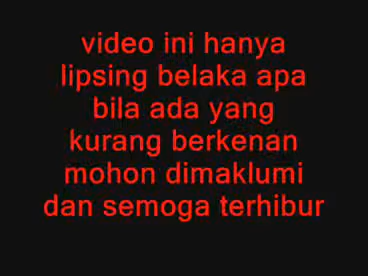 video ini hanya
lipsing belaka apa
bila ada yang
kurang berkenan
mohon dimaklumi
dan semoga terhibur